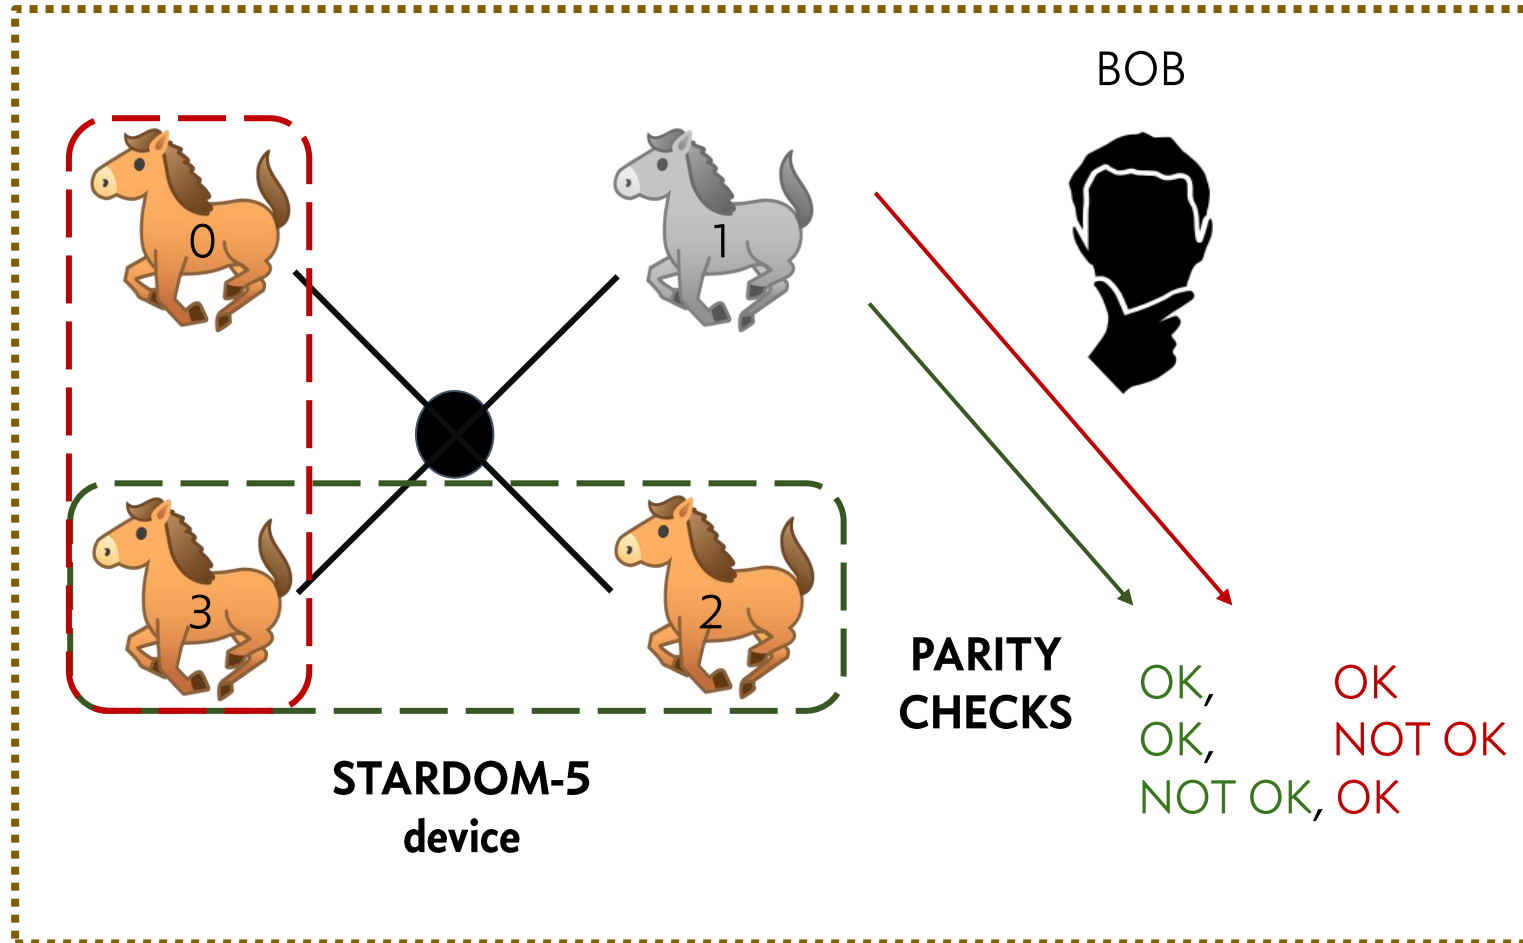 BOB
0
1
3
2
PARITY
CHECKS
OK, OK
OK, NOT OK
NOT OK, OK
STARDOM-5
device